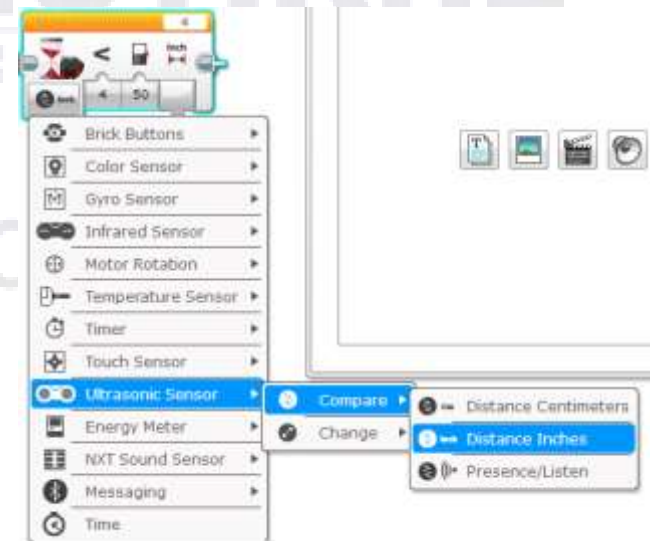 4
<
inch
4 50
Brick Buttons
Color Sensor
Gyro Sensor
Infrared Sensor
Motor Rotation
Temperature Sensor
Timer
Touch Sensor
Ultrasonic Sensor
Compare
Distance Centimeters
Energy Meter
Change
Distance Inches
NXT Sound Sensor
Presence/Listen
Messaging
Time